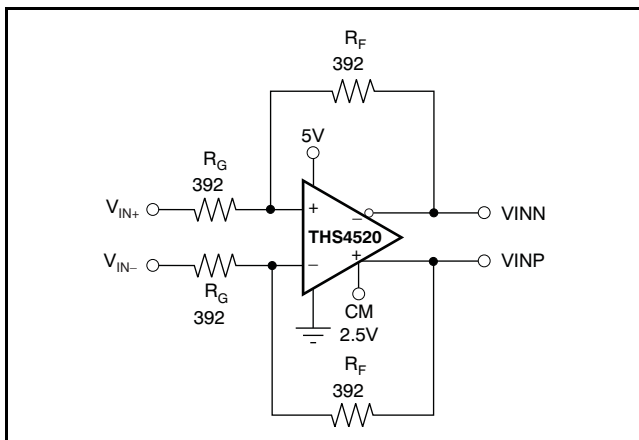 R_F
392
5V
R_G
392
V_IN+
+
−
VINN
THS4520
V_IN−
−
+
VINP
R_G
392
CM
2.5V
R_F
392